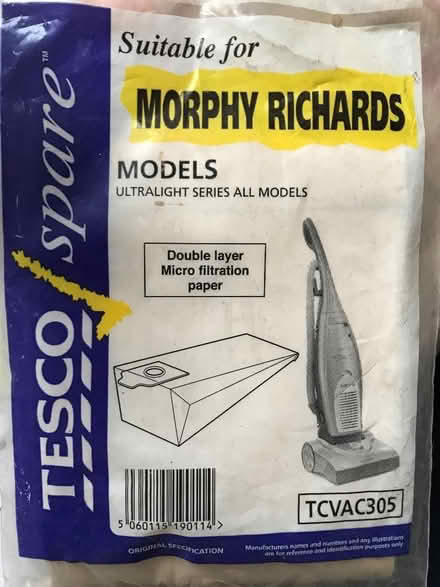 Suitable for
MORPHY RICHARDS
MODELS
ULTRALIGHT SERIES ALL MODELS
Double layer
Micro filtration
paper
TESCO spare™
TCVAC305
5 060115 190114 >
ORIGINAL SPECIFICATION
Manufacturers names and numbers and any illustrations
are for reference and identification purposes only